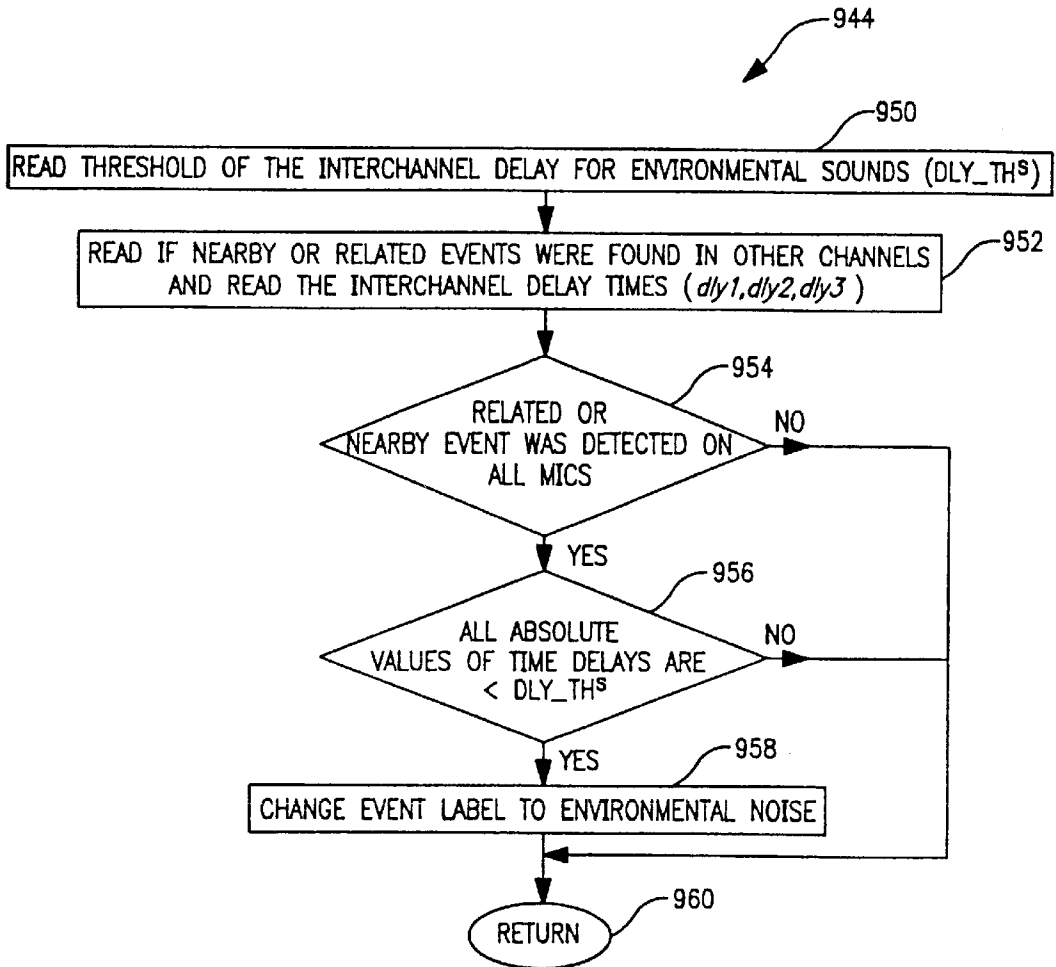 944
950
READ THRESHOLD OF THE INTERCHANNEL DELAY FOR ENVIRONMENTAL SOUNDS (DLY_THˢ)
READ IF NEARBY OR RELATED EVENTS WERE FOUND IN OTHER CHANNELS
AND READ THE INTERCHANNEL DELAY TIMES (dly1,dly2,dly3 )
952
954
RELATED OR
NEARBY EVENT WAS DETECTED ON
ALL MICS
NO
YES
956
ALL ABSOLUTE
VALUES OF TIME DELAYS ARE
< DLY_THˢ
NO
YES
958
CHANGE EVENT LABEL TO ENVIRONMENTAL NOISE
RETURN
960